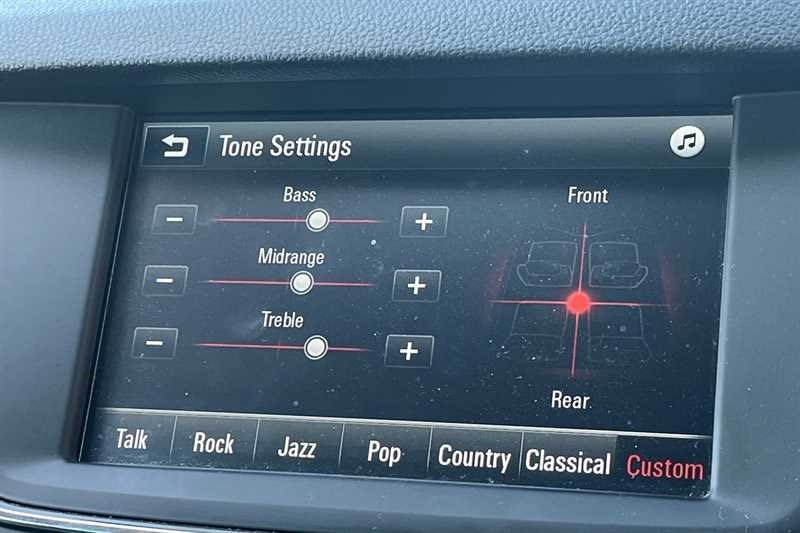 Tone Settings
Bass
Front
− +
Midrange
− +
Treble
− +
Rear
Talk Rock Jazz Pop Country Classical Custom